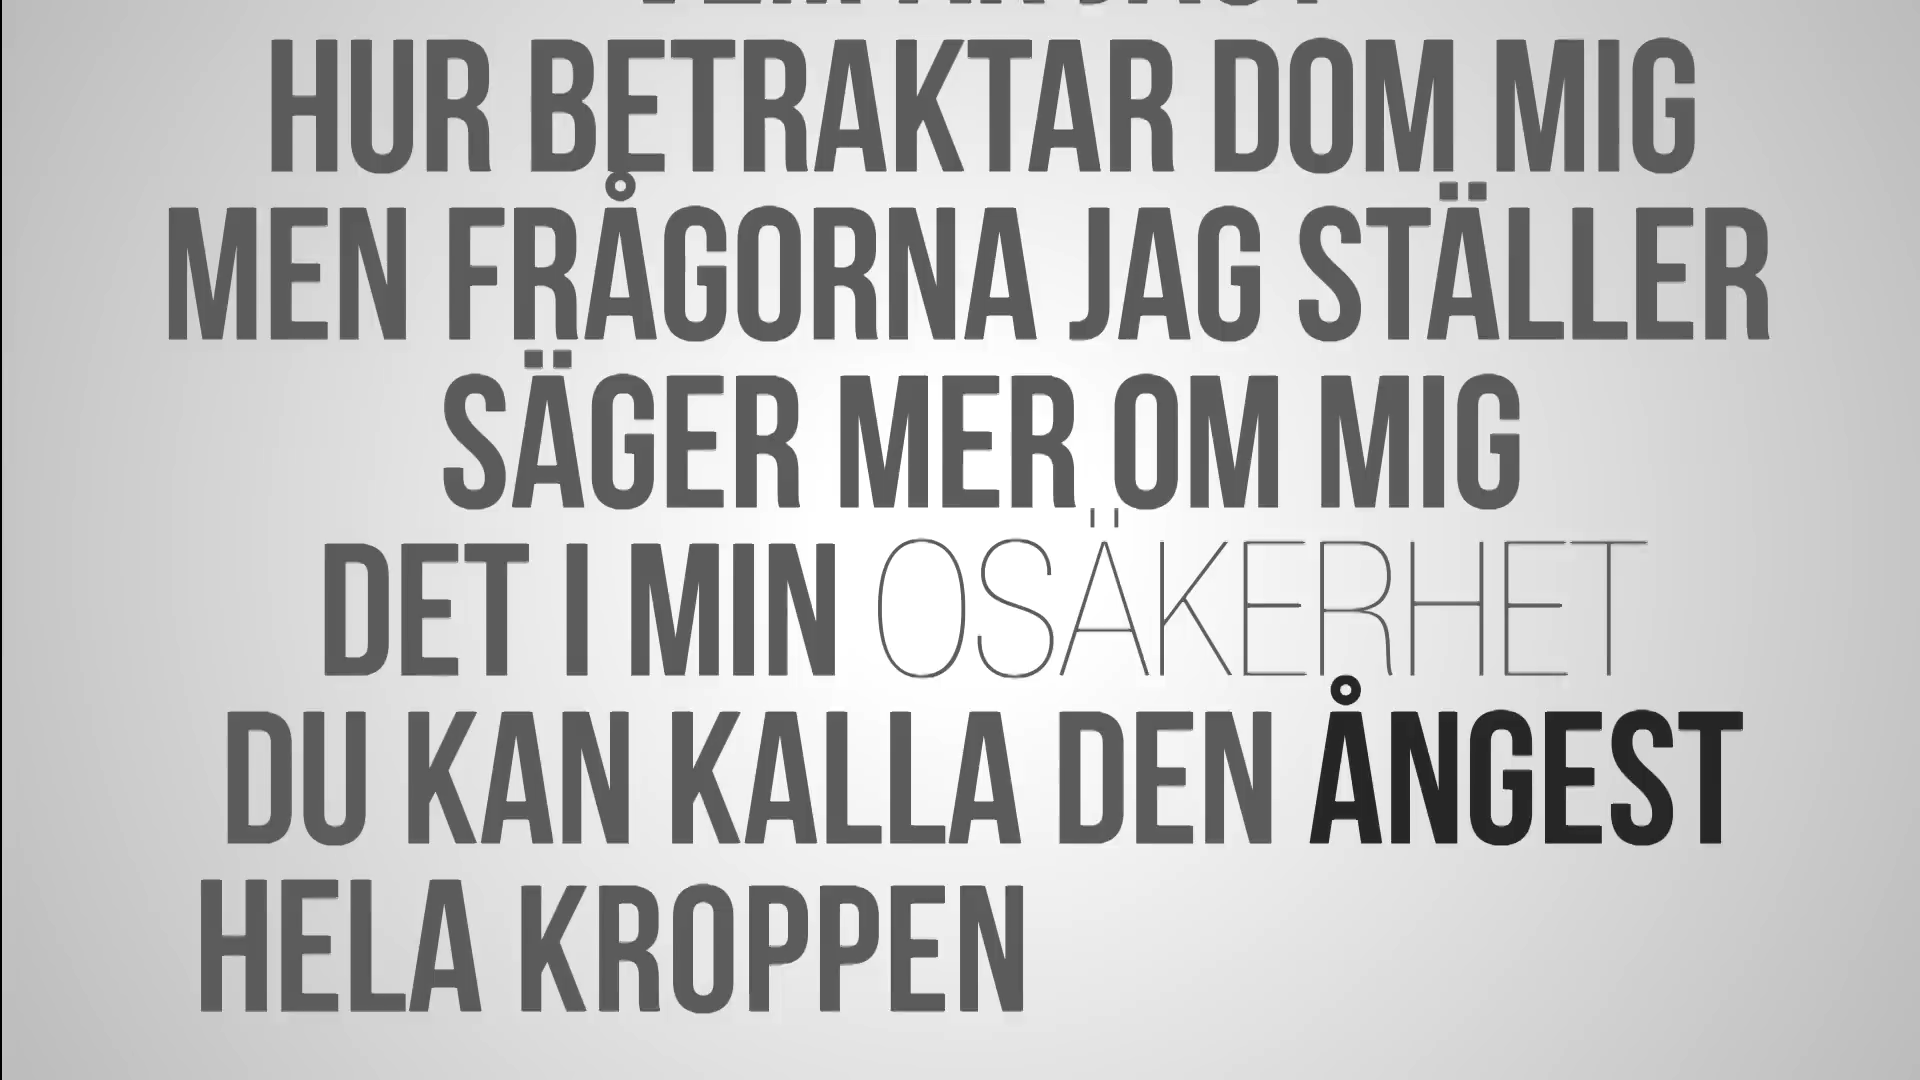 HUR BETRAKTAR DOM MIG
MEN FRÅGORNA JAG STÄLLER
SÄGER MER OM MIG
DET I MIN OSÄKERHET
DU KAN KALLA DEN ÅNGEST
HELA KROPPEN